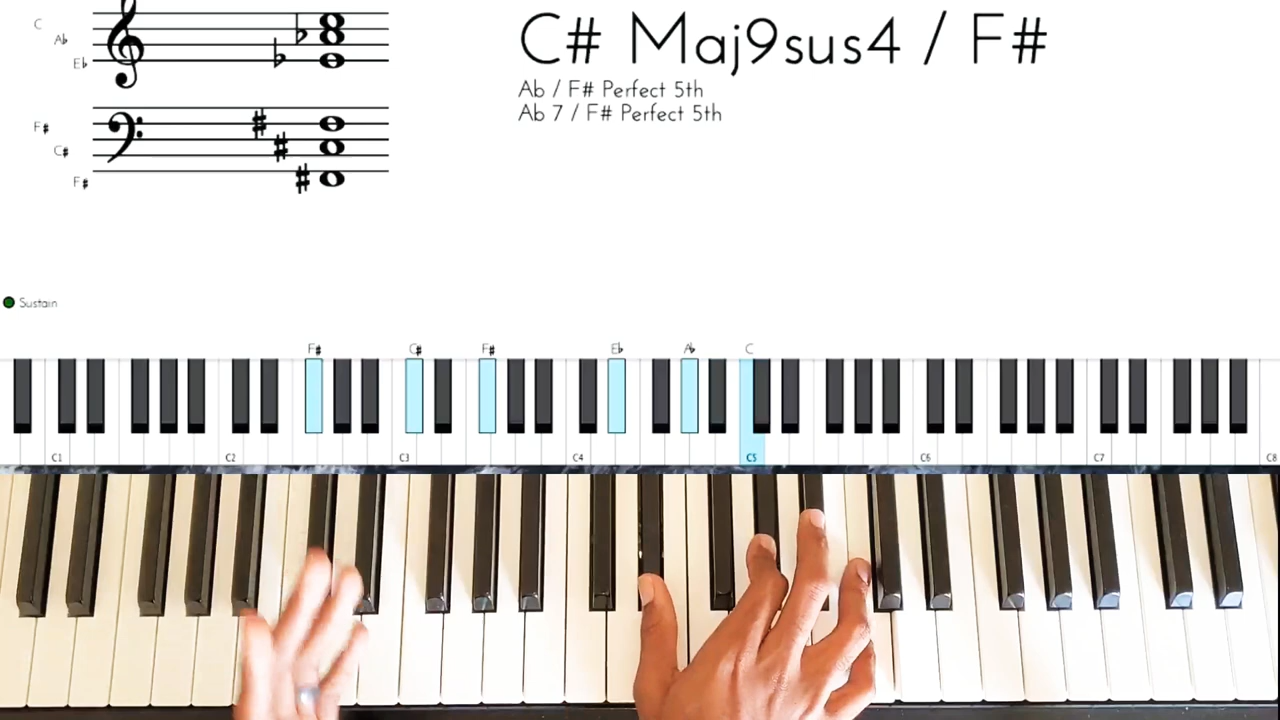 C# Maj9sus4 / F#
Ab / F# Perfect 5th
Ab 7 / F# Perfect 5th
C
Ab
Eb
F#
C#
F#
Sustain
F# C# F# Eb Ab C
C1 C2 C3 C4 C5 C6 C7 C8